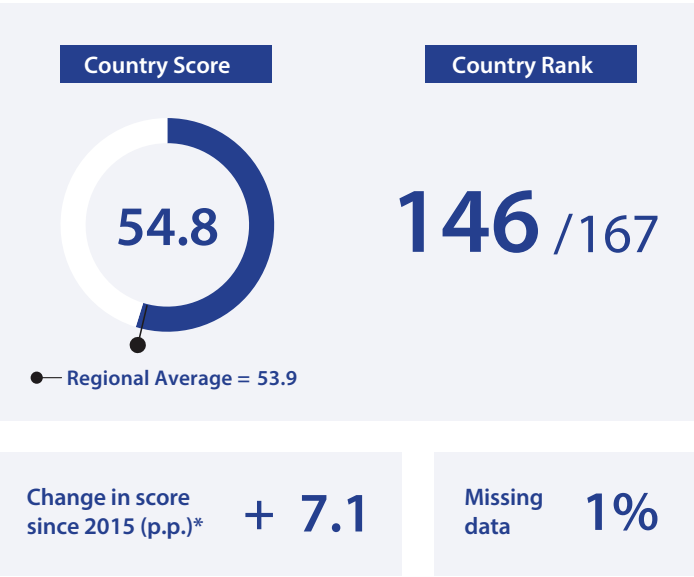 Country Score
Country Rank
54.8
146 /167
Regional Average = 53.9
Change in score
since 2015 (p.p.)*
+ 7.1
Missing
data
1%